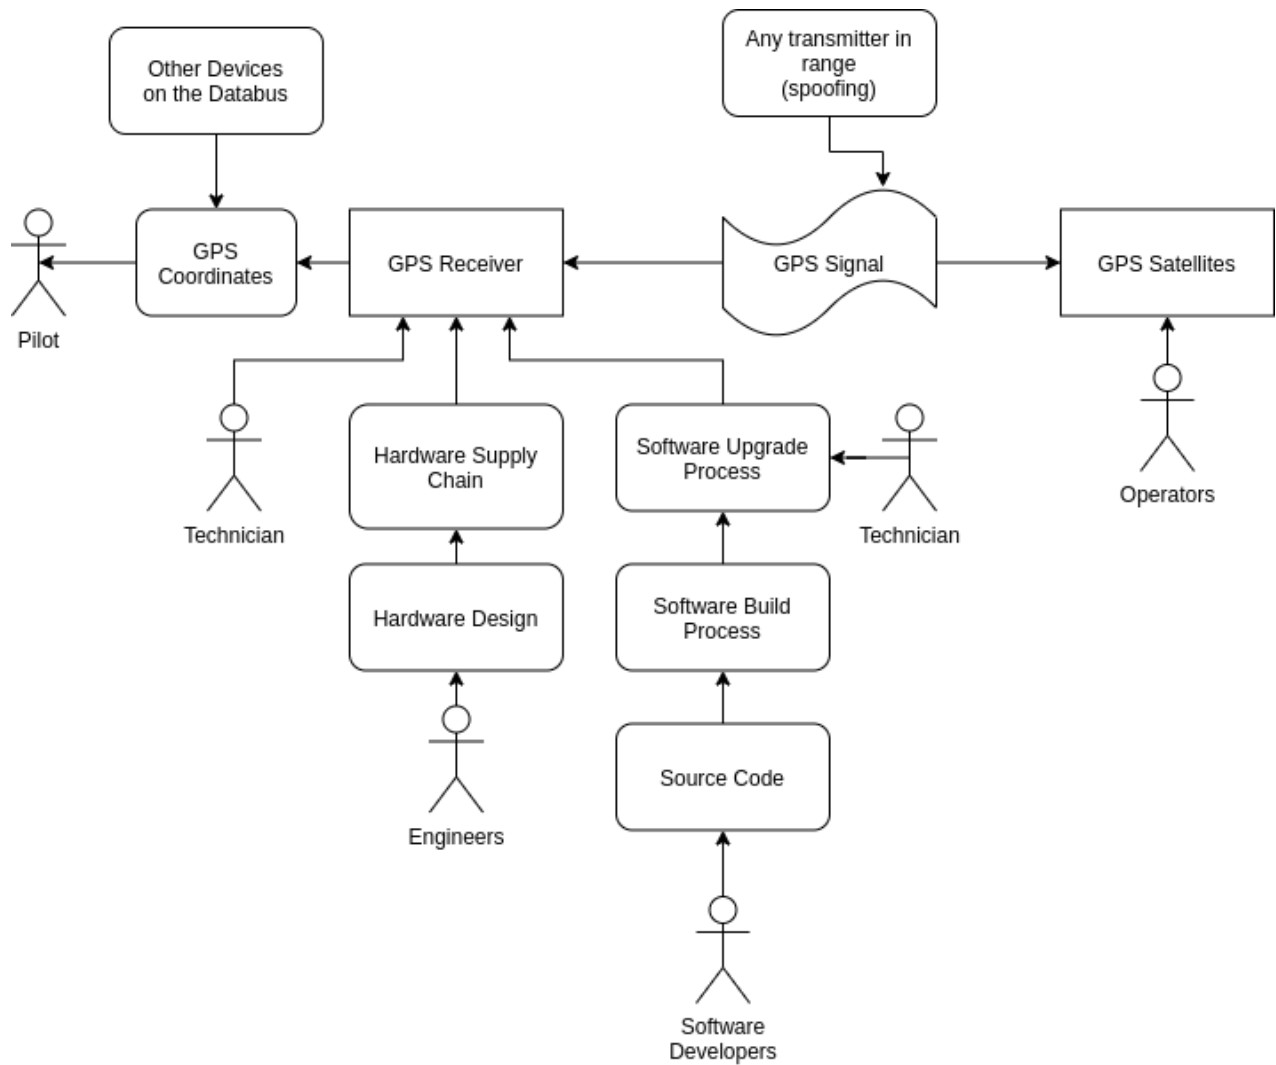 Other Devices
on the Databus
Any transmitter in
range
(spoofing)
GPS
Coordinates
GPS Receiver
GPS Signal
GPS Satellites
Pilot
Technician
Hardware Supply
Chain
Software Upgrade
Process
Technician
Operators
Hardware Design
Software Build
Process
Engineers
Source Code
Software
Developers